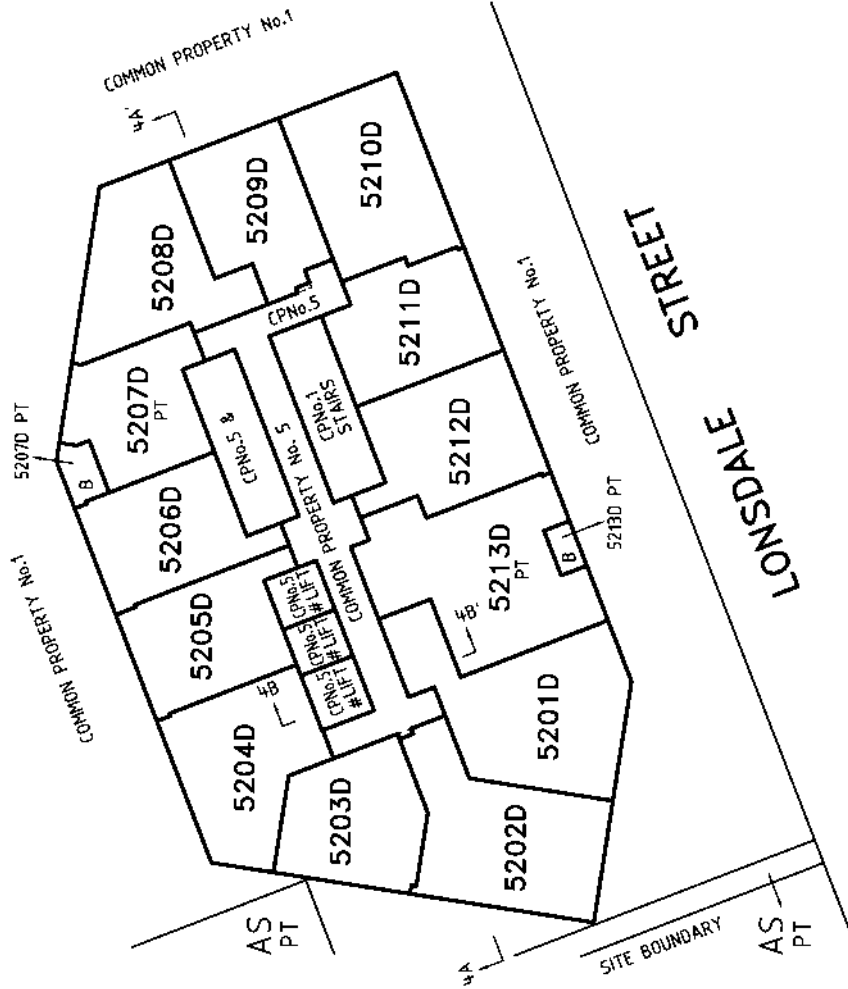 COMMON PROPERTY No.1
4A'
5210D
5209D
5208D
5207D PT
5207D
PT
B
CPNo.5
CPNo.5 &
CPNo.1
STAIRS
5211D
COMMON PROPERTY No.1
LONSDALE STREET
COMMON PROPERTY No. 5
5212D
5206D
COMMON PROPERTY No.1
5205D
CPNo.5
# LIFT
CPNo.5
# LIFT
CPNo.5
# LIFT
5213D
PT
B
5213D PT
4B'
4B
5204D
5203D
5201D
5202D
AS
PT
4A
SITE BOUNDARY
AS
PT